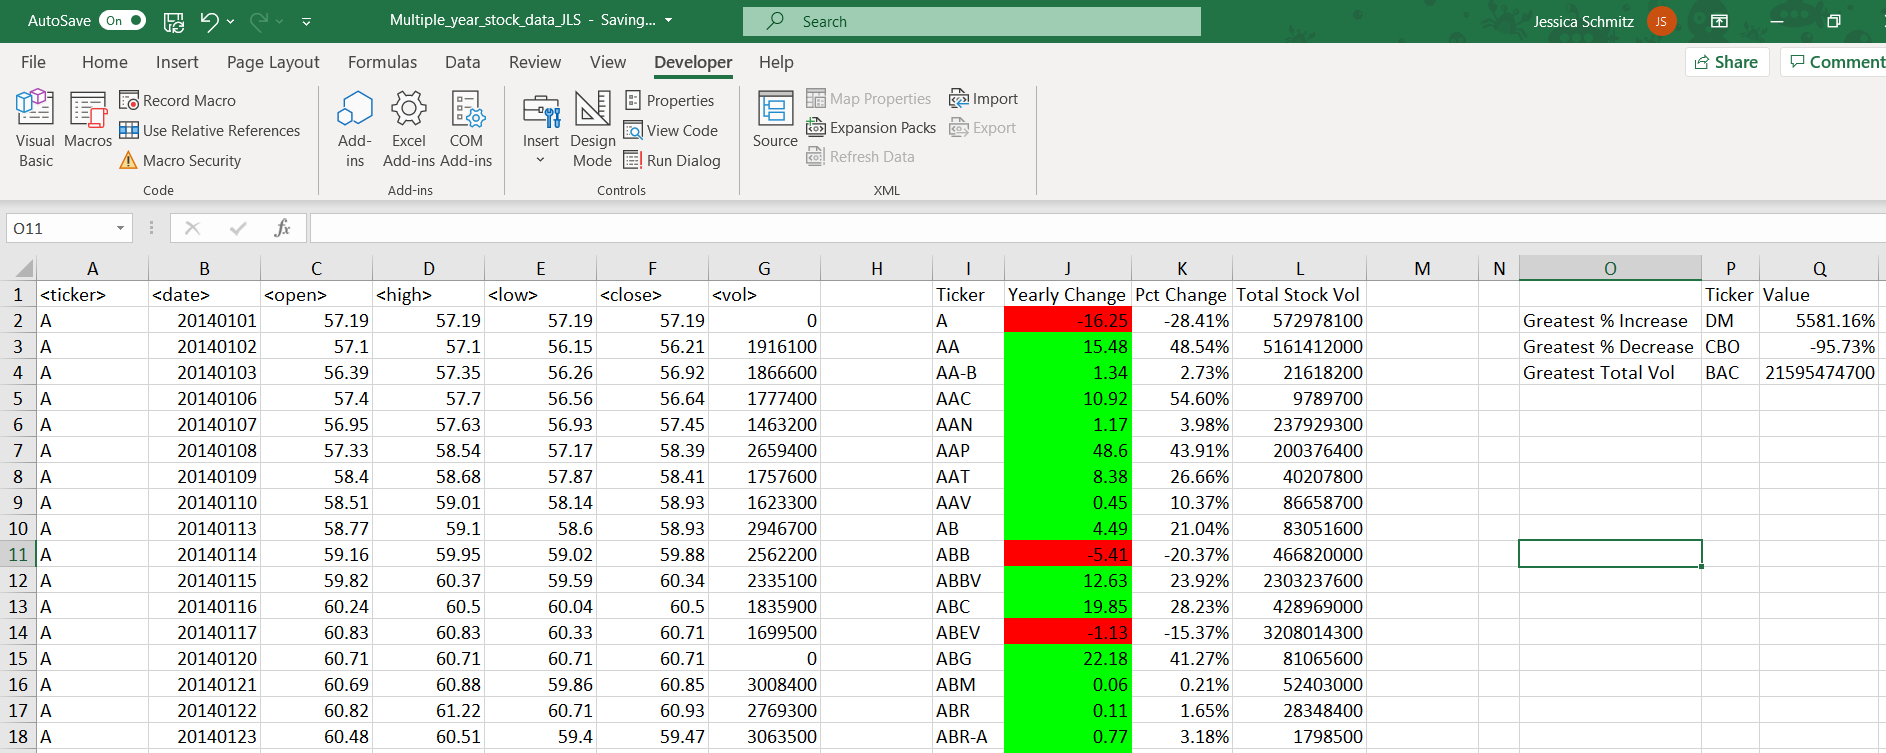 AutoSave On Multiple_year_stock_data_JLS - Saving... Search Jessica Schmitz JS
File Home Insert Page Layout Formulas Data Review View Developer Help Share Comment
Visual Basic
Macros
Record Macro
Use Relative References
Macro Security
Code
Add-ins
Excel Add-ins
COM Add-ins
Add-ins
Insert
Design Mode
Properties
View Code
Run Dialog
Controls
Source
Map Properties
Expansion Packs
Refresh Data
Import
Export
XML
O11 fx
A B C D E F G H I J K L M N O P Q
1 <ticker> <date> <open> <high> <low> <close> <vol> Ticker Yearly Change Pct Change Total Stock Vol Ticker Value
2 A 20140101 57.19 57.19 57.19 57.19 0 A -16.25 -28.41% 572978100 Greatest % Increase DM 5581.16%
3 A 20140102 57.1 57.1 56.15 56.21 1916100 AA 15.48 48.54% 5161412000 Greatest % Decrease CBO -95.73%
4 A 20140103 56.39 57.35 56.26 56.92 1866600 AA-B 1.34 2.73% 21618200 Greatest Total Vol BAC 21595474700
5 A 20140106 57.4 57.7 56.56 56.64 1777400 AAC 10.92 54.60% 9789700
6 A 20140107 56.95 57.63 56.93 57.45 1463200 AAN 1.17 3.98% 237929300
7 A 20140108 57.33 58.54 57.17 58.39 2659400 AAP 48.6 43.91% 200376400
8 A 20140109 58.4 58.68 57.87 58.41 1757600 AAT 8.38 26.66% 40207800
9 A 20140110 58.51 59.01 58.14 58.93 1623300 AAV 0.45 10.37% 86658700
10 A 20140113 58.77 59.1 58.6 58.93 2946700 AB 4.49 21.04% 83051600
11 A 20140114 59.16 59.95 59.02 59.88 2562200 ABB -5.41 -20.37% 466820000
12 A 20140115 59.82 60.37 59.59 60.34 2335100 ABBV 12.63 23.92% 2303237600
13 A 20140116 60.24 60.5 60.04 60.5 1835900 ABC 19.85 28.23% 428969000
14 A 20140117 60.83 60.83 60.33 60.71 1699500 ABEV -1.13 -15.37% 3208014300
15 A 20140120 60.71 60.71 60.71 60.71 0 ABG 22.18 41.27% 81065600
16 A 20140121 60.69 60.88 59.86 60.85 3008400 ABM 0.06 0.21% 52403000
17 A 20140122 60.82 61.22 60.71 60.93 2769300 ABR 0.11 1.65% 28348400
18 A 20140123 60.48 60.51 59.4 59.47 3063500 ABR-A 0.77 3.18% 1798500